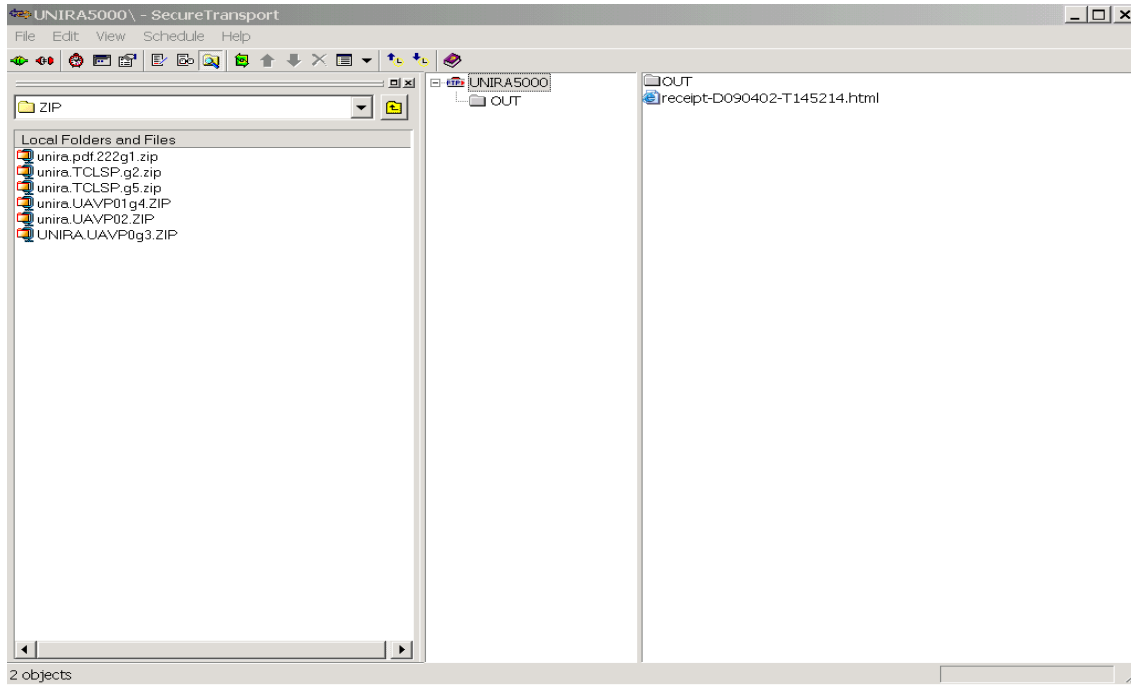 UNIRA5000\ - SecureTransport
File Edit View Schedule Help
ZIP
Local Folders and Files
unira.pdf.222g1.zip
unira.TCLSP.g2.zip
unira.TCLSP.g5.zip
unira.UAVP01g4.ZIP
unira.UAVP02.ZIP
UNIRA.UAVP0g3.ZIP
UNIRA5000
OUT
OUT
receipt-D090402-T145214.html
2 objects